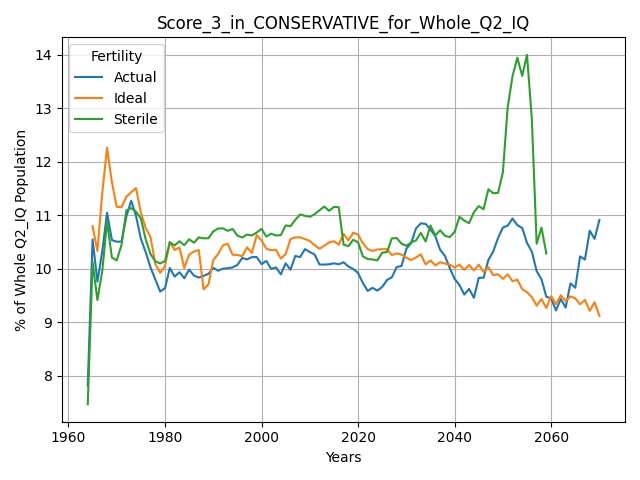 Score_3_in_CONSERVATIVE_for_Whole_Q2_IQ
Fertility
Actual
Ideal
Sterile
% of Whole Q2_IQ Population
14
13
12
11
10
9
8
1960
1980
2000
2020
2040
2060
Years